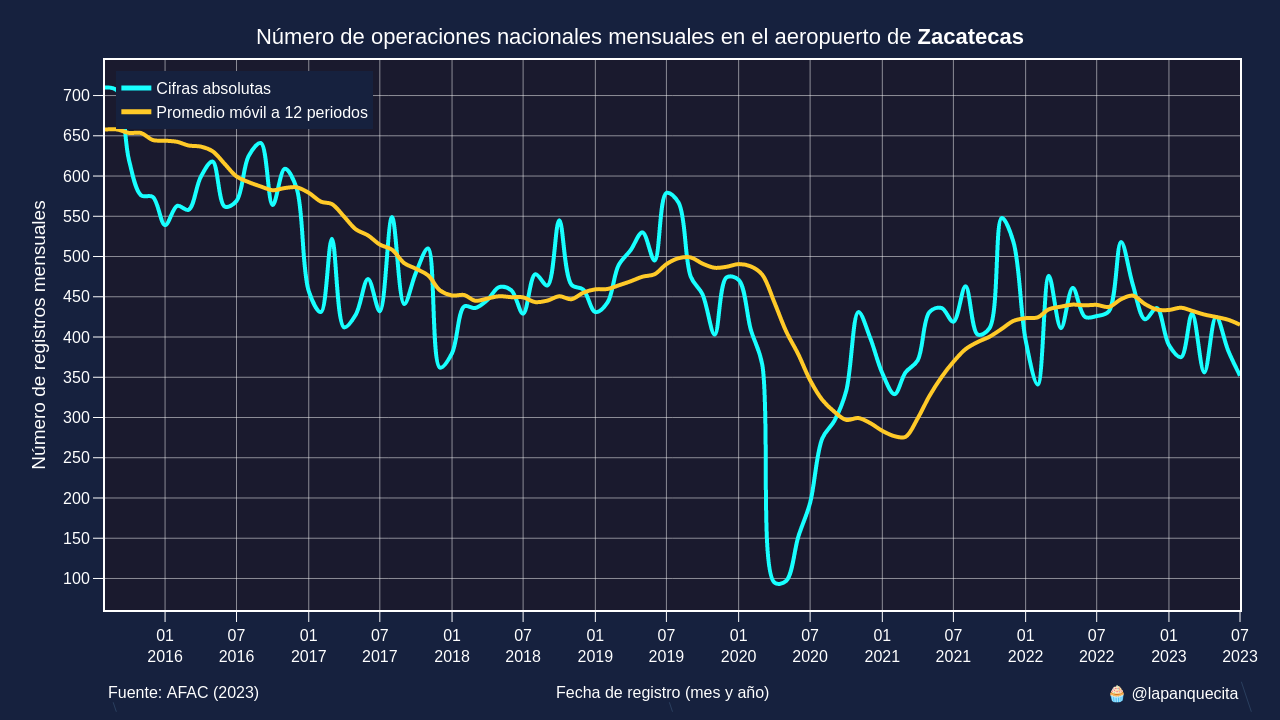 Número de operaciones nacionales mensuales en el aeropuerto de Zacatecas
Cifras absolutas
Promedio móvil a 12 periodos
Número de registros mensuales
700
650
600
550
500
450
400
350
300
250
200
150
100
01 07 01 07 01 07 01 07 01 07 01 07 01 07 01 07
2016 2016 2017 2017 2018 2018 2019 2019 2020 2020 2021 2021 2022 2022 2023 2023
Fuente: AFAC (2023) Fecha de registro (mes y año) 🧁 @lapanquecita